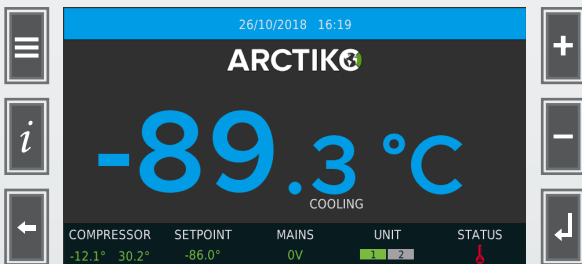 26/10/2018 16:19
ARCTIKO
i
-89.3 °C
COOLING
COMPRESSOR SETPOINT MAINS UNIT STATUS
-12.1° 30.2° -86.0° 0V 1 2